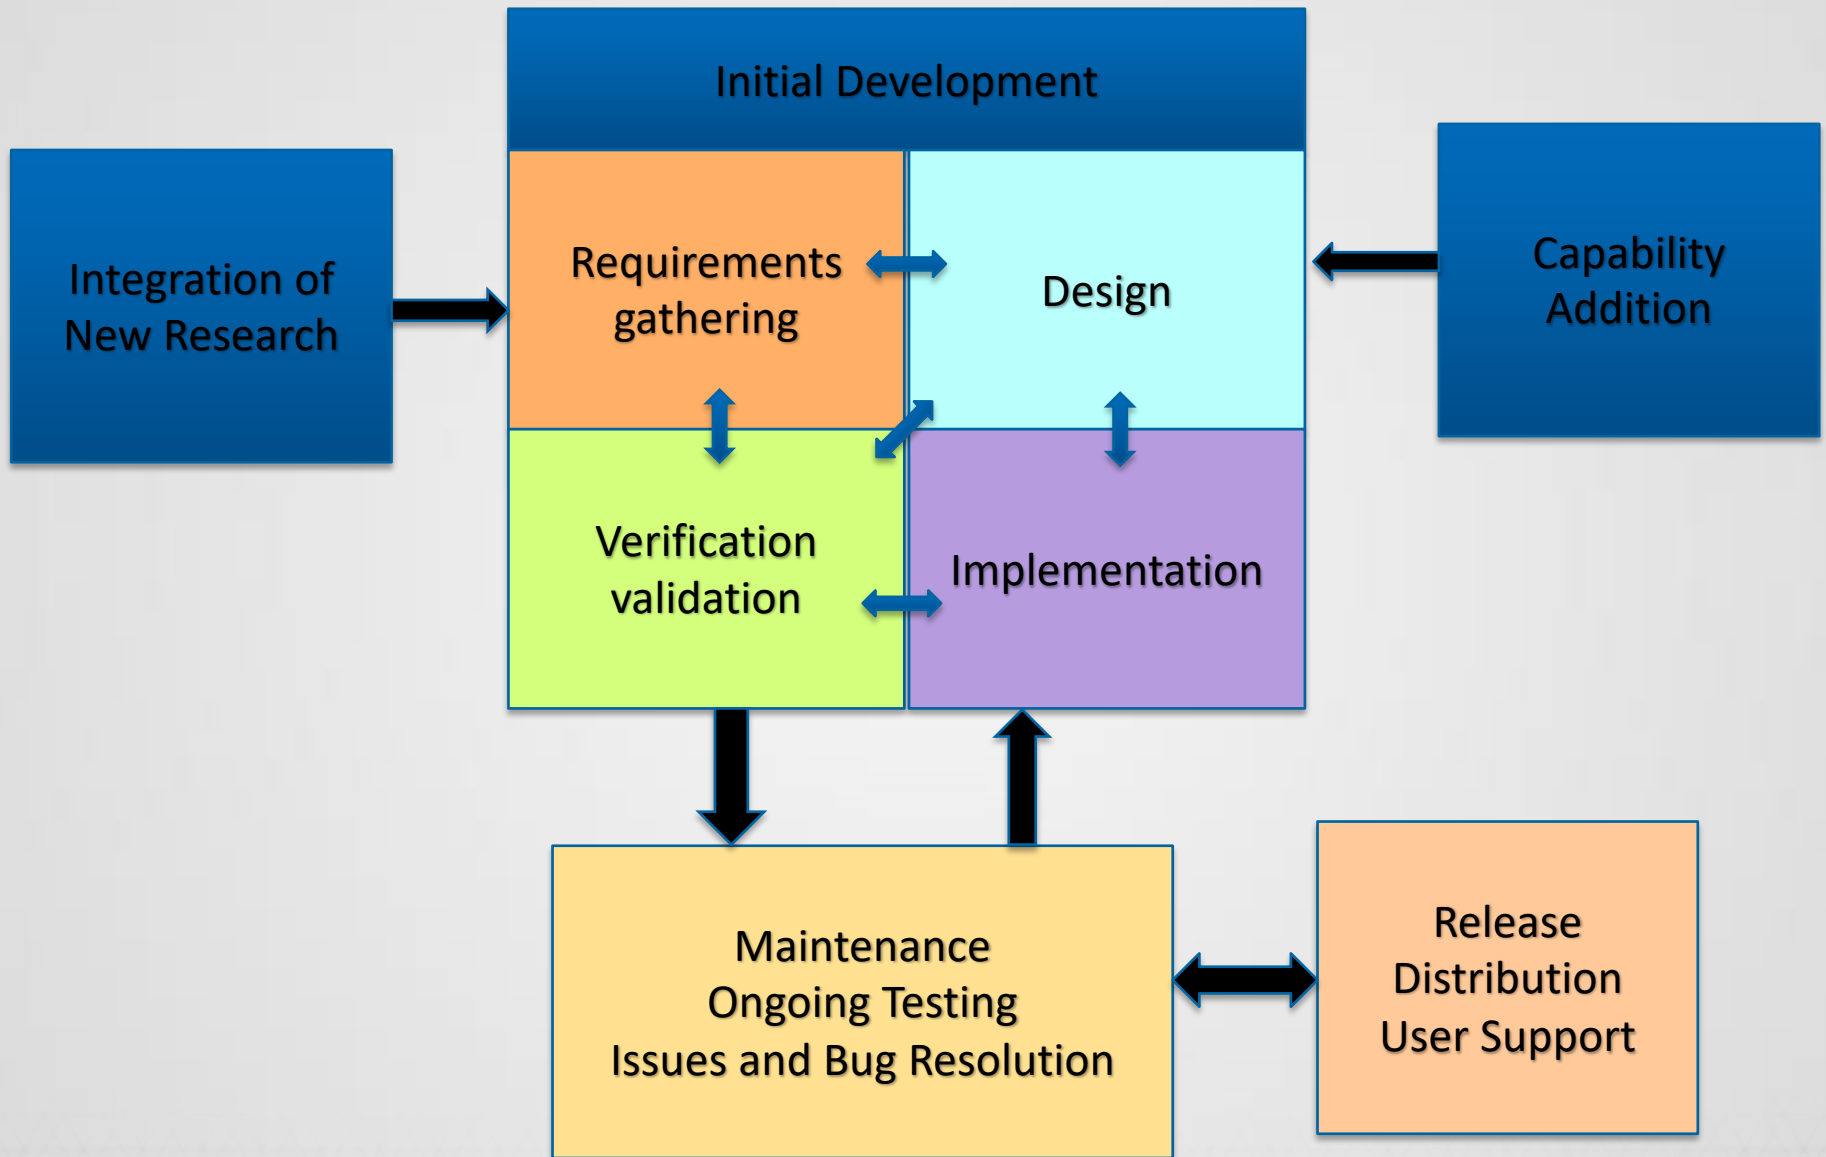 Initial Development
Integration of
New Research
Requirements
gathering
Design
Capability
Addition
Verification
validation
Implementation
Maintenance
Ongoing Testing
Issues and Bug Resolution
Release
Distribution
User Support